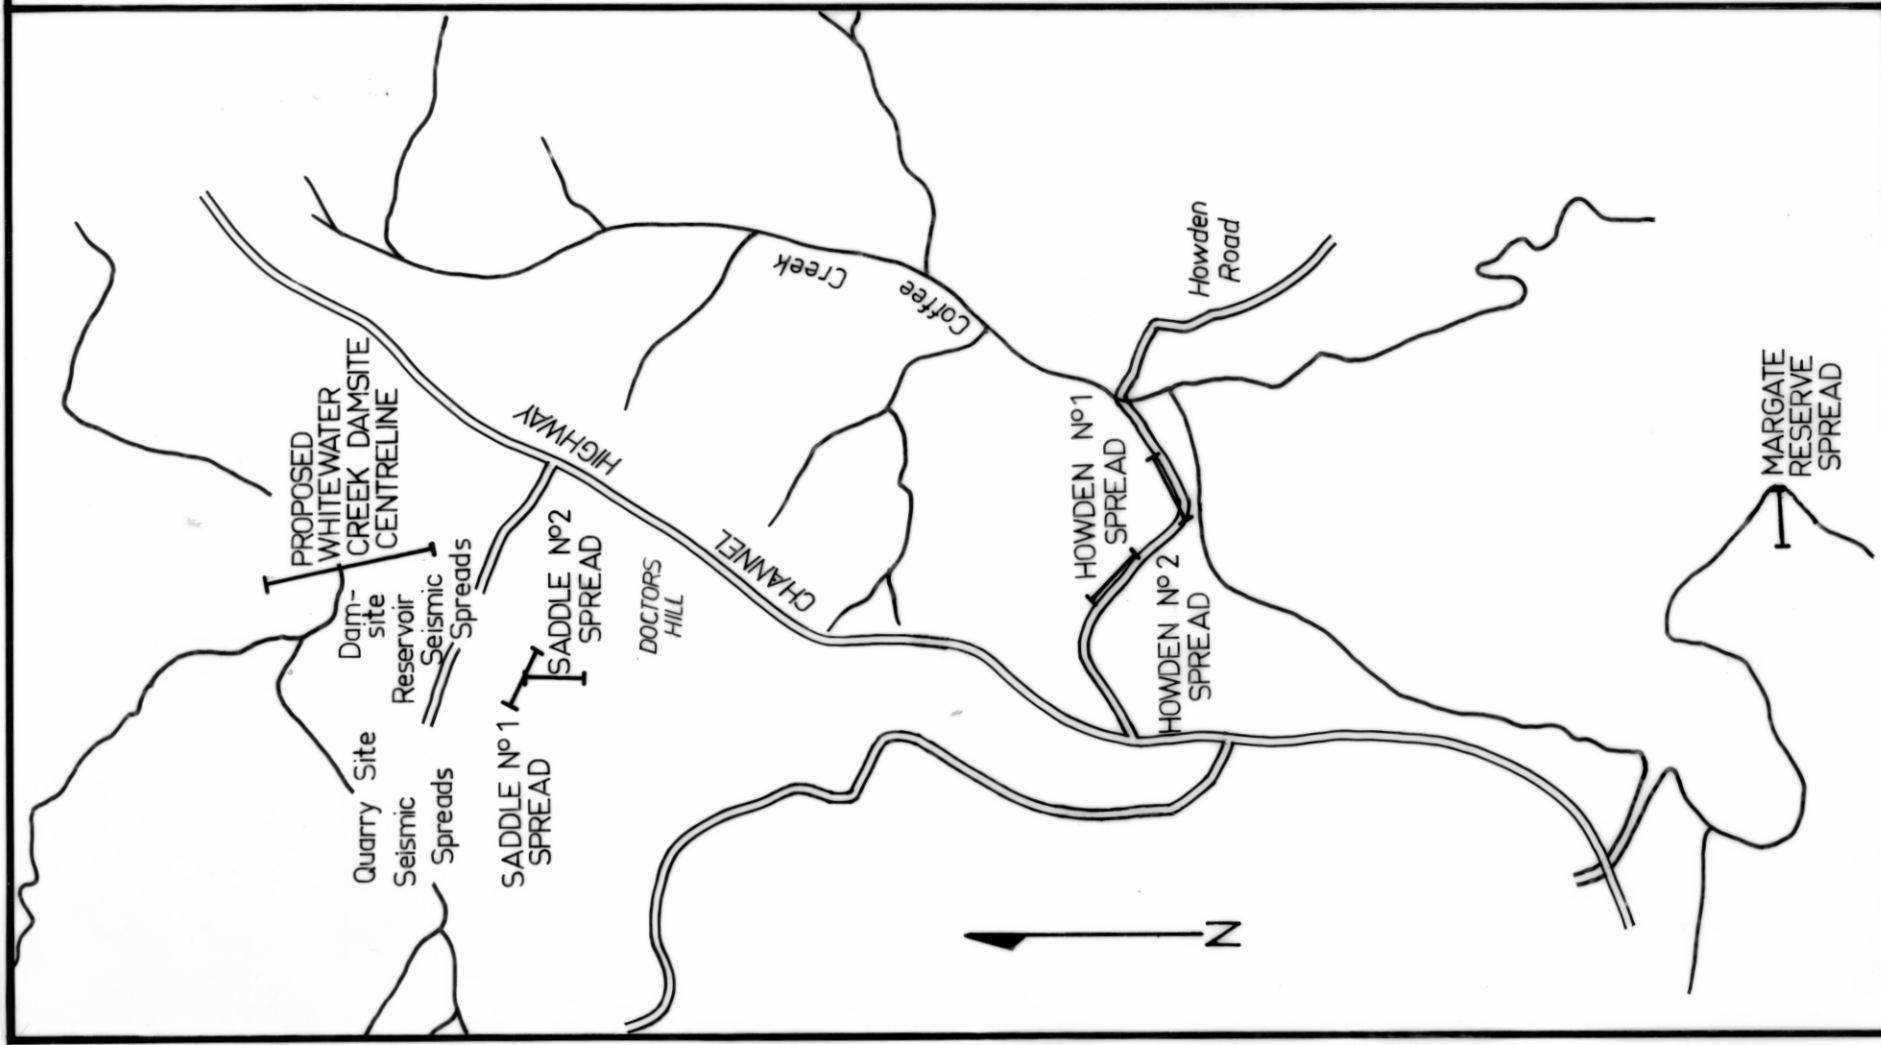 PROPOSED
WHITEWATER
CREEK DAMSITE
CENTRELINE
Dam-
site
Reservoir
Seismic
Spreads
Quarry Site
Seismic
Spreads
SADDLE Nº1
SPREAD
SADDLE Nº2
SPREAD
DOCTORS
HILL
CHANNEL
HIGHWAY
Coffee
Creek
Howden
Road
HOWDEN Nº1
SPREAD
HOWDEN Nº2
SPREAD
MARGATE
RESERVE
SPREAD
N